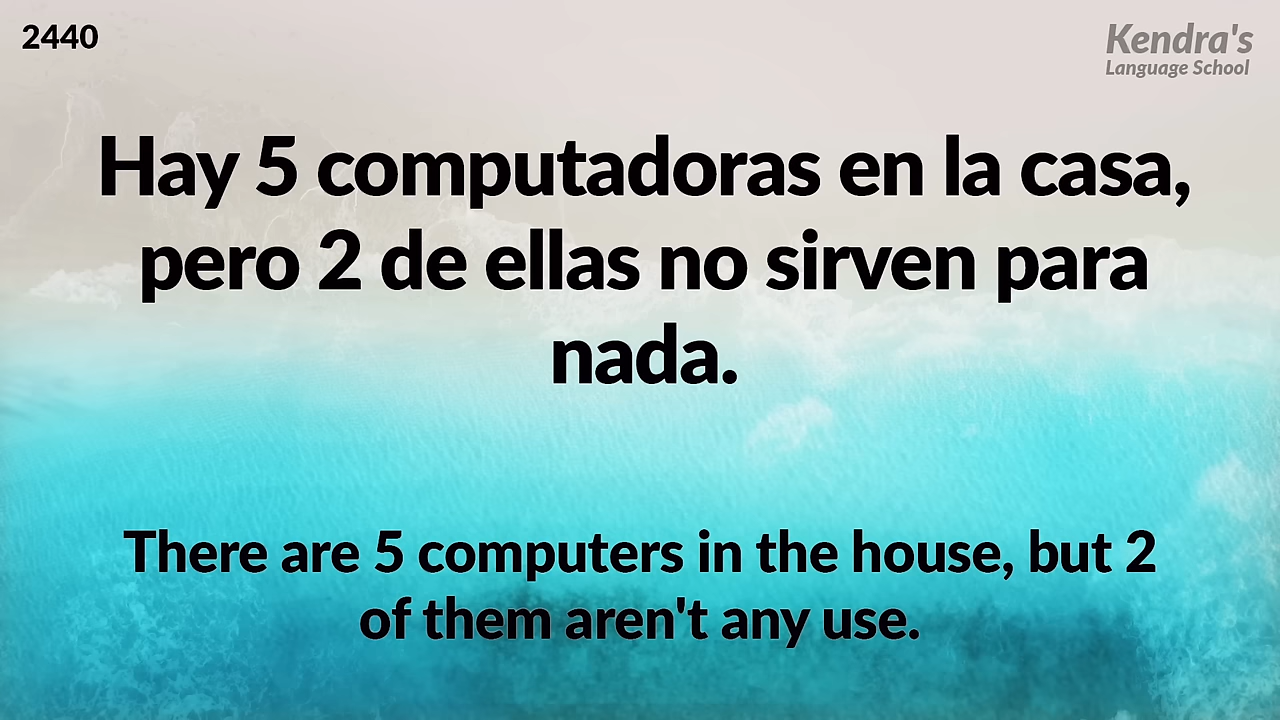 2440
Kendra's
Language School
Hay 5 computadoras en la casa,
pero 2 de ellas no sirven para
nada.
There are 5 computers in the house, but 2
of them aren't any use.